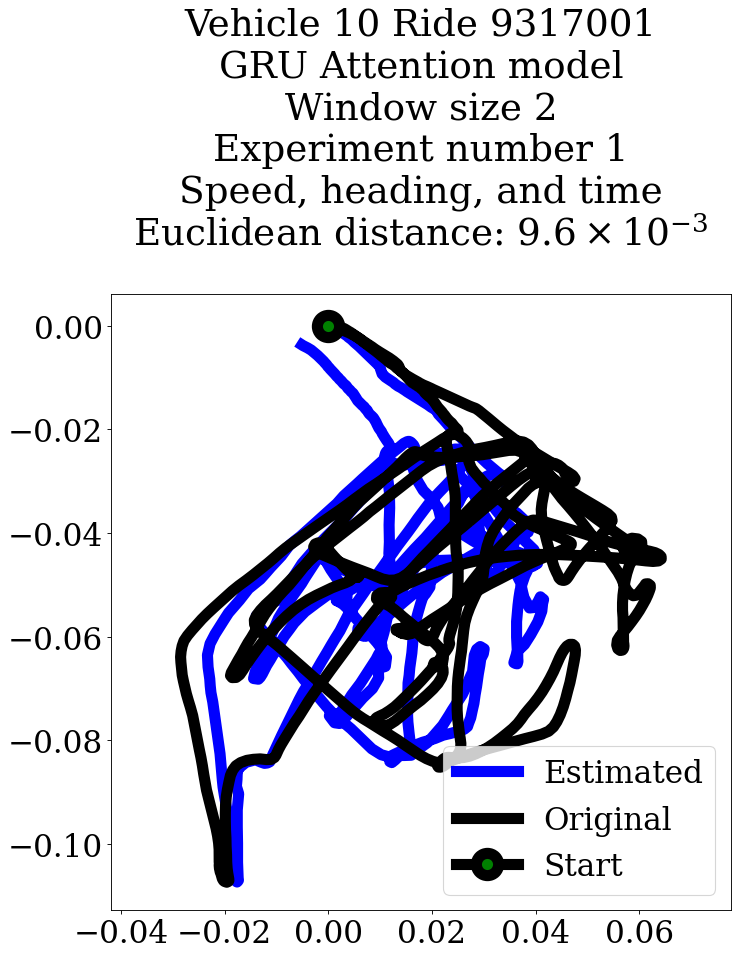 Vehicle 10 Ride 9317001
GRU Attention model
Window size 2
Experiment number 1
Speed, heading, and time
Euclidean distance: 9.6 × 10⁻³
0.00
−0.02
−0.04
−0.06
−0.08
−0.10
Estimated
Original
Start
−0.04 −0.02 0.00 0.02 0.04 0.06